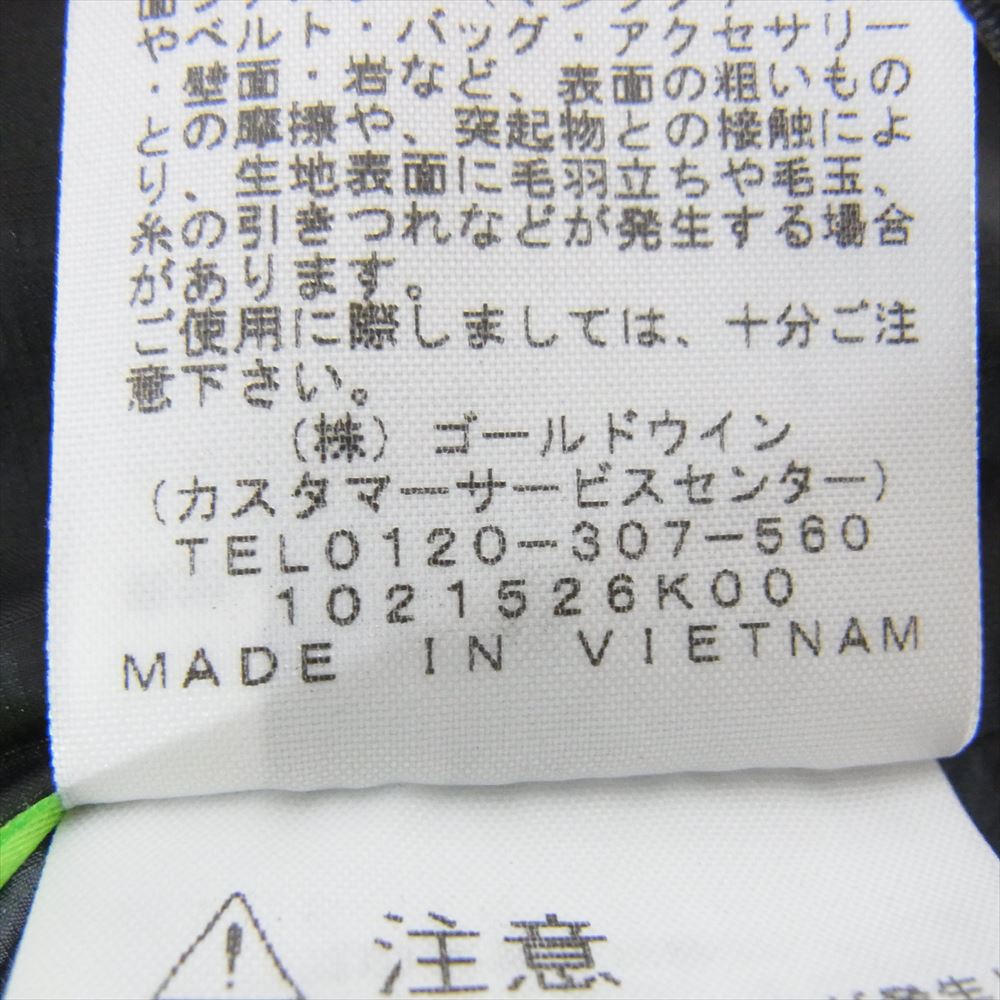 やベルト・バッグ・アクセサリー
・壁面・岩など、表面の粗いもの
との摩擦や、突起物との接触によ
り、生地表面に毛羽立ちや毛玉、
糸の引きつれなどが発生する場合
があります。
ご使用に際しましては、十分ご注
意下さい。
（株）ゴールドウイン
（カスタマーサービスセンター）
TEL0120-307-560
1021526K00
MADE IN VIETNAM
注意